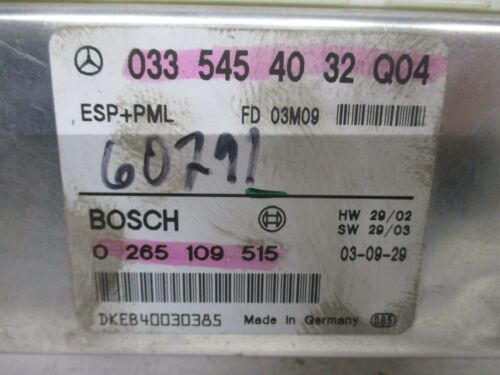 033 545 40 32 Q04
ESP+PML FD 03M09
60791
BOSCH HW 29/02
SW 29/03
0 265 109 515 03-09-29
DKEB40030385 Made in Germany 085